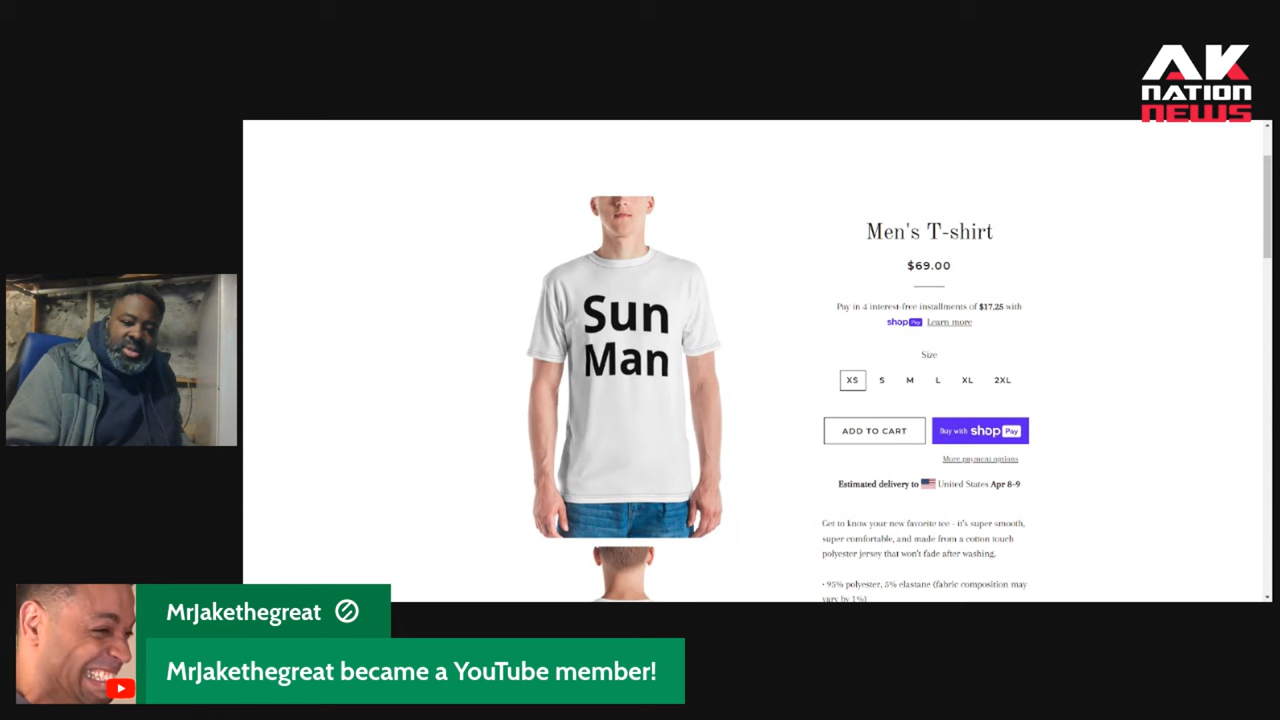 AK
NATION
NEWS
Sun
Man
Men's T-shirt
$69.00
Pay in 4 interest-free installments of $17.25 with
shop Pay Learn more
Size
XS S M L XL 2XL
ADD TO CART
Buy with shop Pay
More payment options
Estimated delivery to United States Apr 8-9
Get to know your new favorite tee - it's super smooth,
super comfortable, and made from a cotton touch
polyester jersey that won't fade after washing.
• 95% polyester, 5% elastane (fabric composition may
vary by 1%)
MrJakethegreat
MrJakethegreat became a YouTube member!